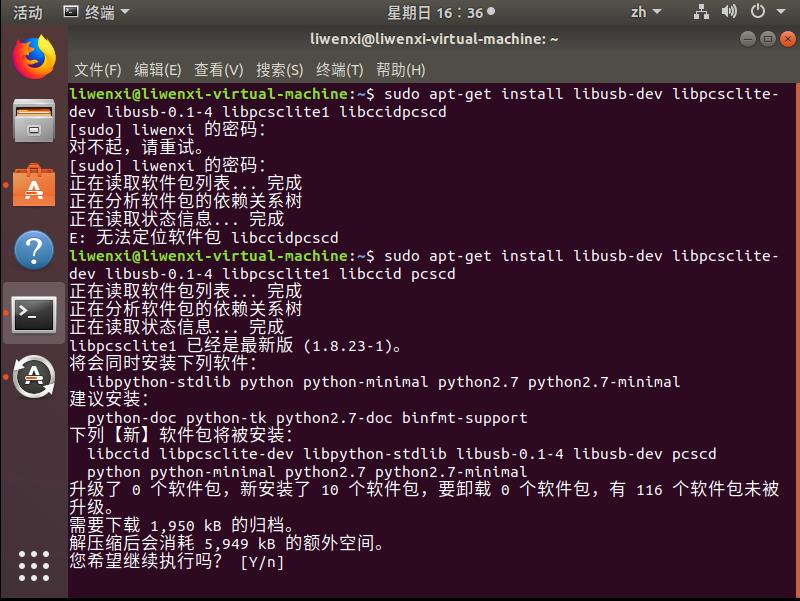 活动 终端 星期日 16：36 zh
liwenxi@liwenxi-virtual-machine: ~
文件(F) 编辑(E) 查看(V) 搜索(S) 终端(T) 帮助(H)
liwenxi@liwenxi-virtual-machine:~$ sudo apt-get install libusb-dev libpcsclite-
dev libusb-0.1-4 libpcsclite1 libccidpcscd
[sudo] liwenxi 的密码：
对不起，请重试。
[sudo] liwenxi 的密码：
正在读取软件包列表... 完成
正在分析软件包的依赖关系树
正在读取状态信息... 完成
E: 无法定位软件包 libccidpcscd
liwenxi@liwenxi-virtual-machine:~$ sudo apt-get install libusb-dev libpcsclite-
dev libusb-0.1-4 libpcsclite1 libccid pcscd
正在读取软件包列表... 完成
正在分析软件包的依赖关系树
正在读取状态信息... 完成
libpcsclite1 已经是最新版 (1.8.23-1)。
将会同时安装下列软件：
libpython-stdlib python python-minimal python2.7 python2.7-minimal
建议安装：
python-doc python-tk python2.7-doc binfmt-support
下列【新】软件包将被安装：
libccid libpcsclite-dev libpython-stdlib libusb-0.1-4 libusb-dev pcscd
python python-minimal python2.7 python2.7-minimal
升级了 0 个软件包，新安装了 10 个软件包，要卸载 0 个软件包，有 116 个软件包未被
升级。
需要下载 1,950 kB 的归档。
解压缩后会消耗 5,949 kB 的额外空间。
您希望继续执行吗？ [Y/n]